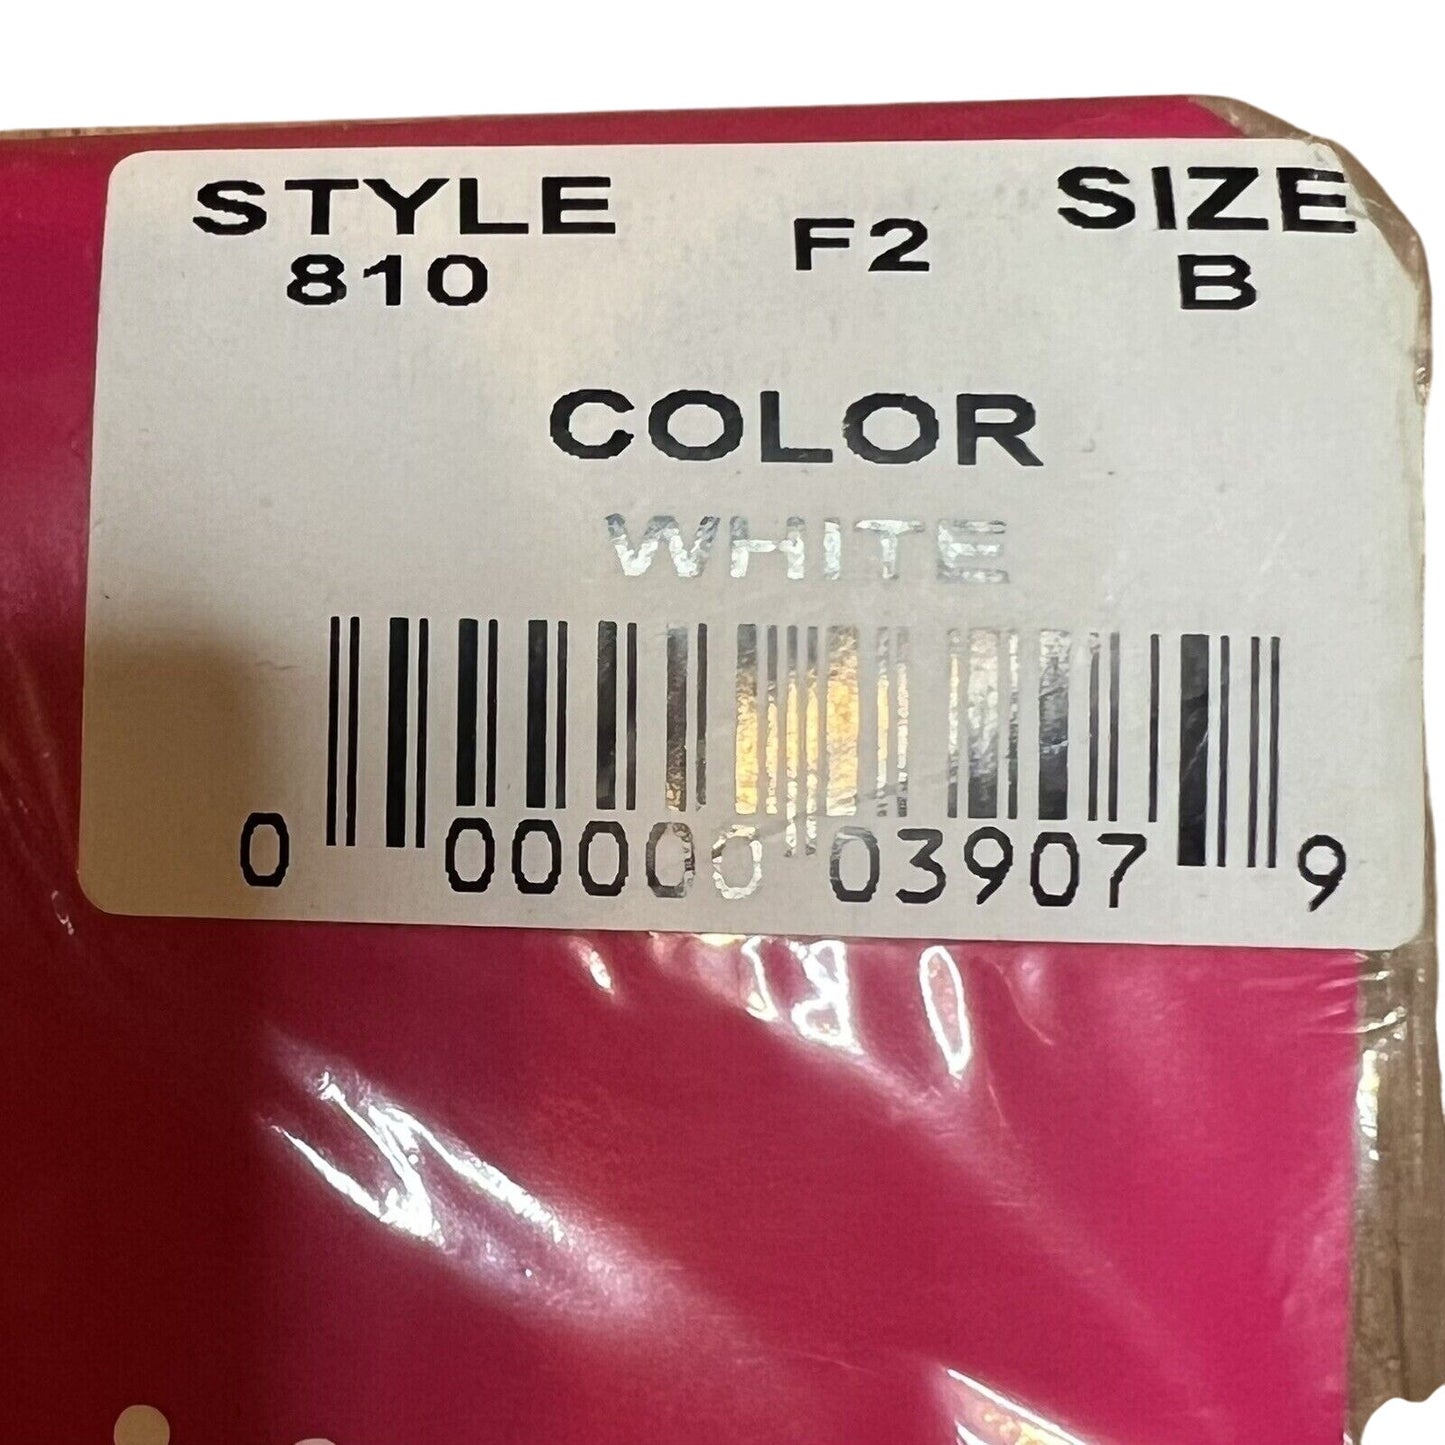 STYLE F2 SIZE
810 B
COLOR
WHITE
0 00000 03907 9